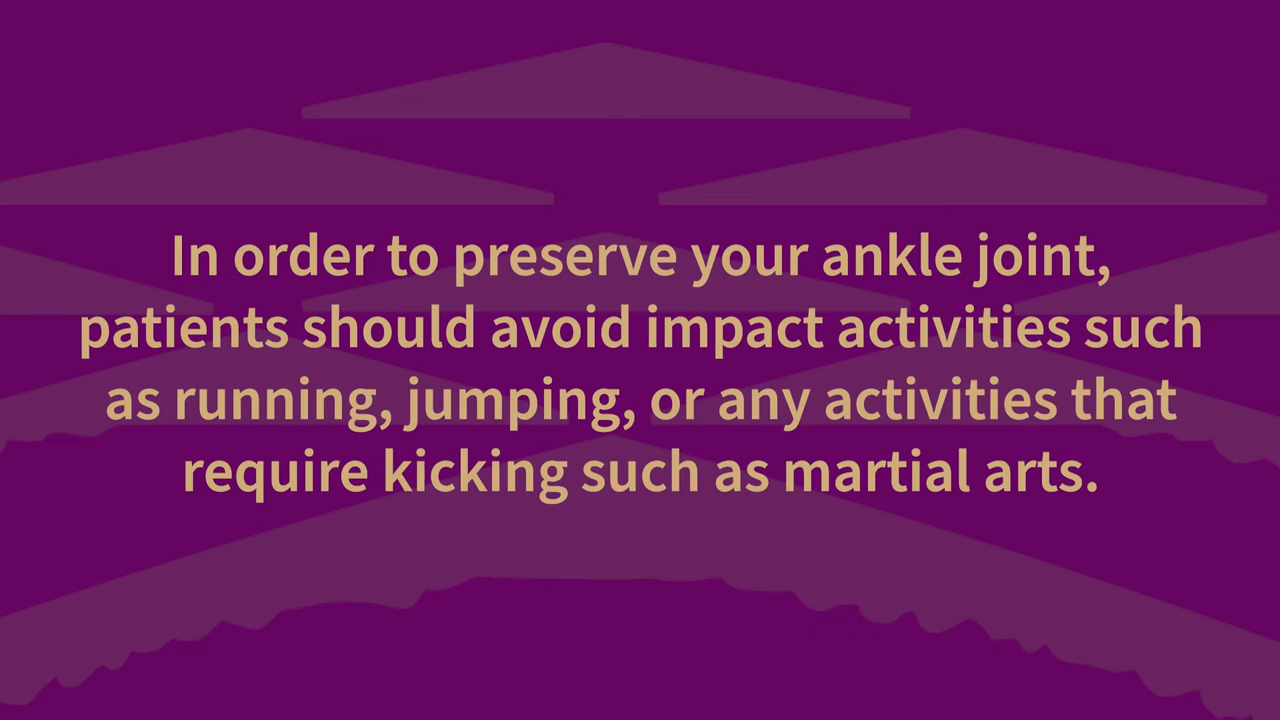 In order to preserve your ankle joint,
patients should avoid impact activities such
as running, jumping, or any activities that
require kicking such as martial arts.